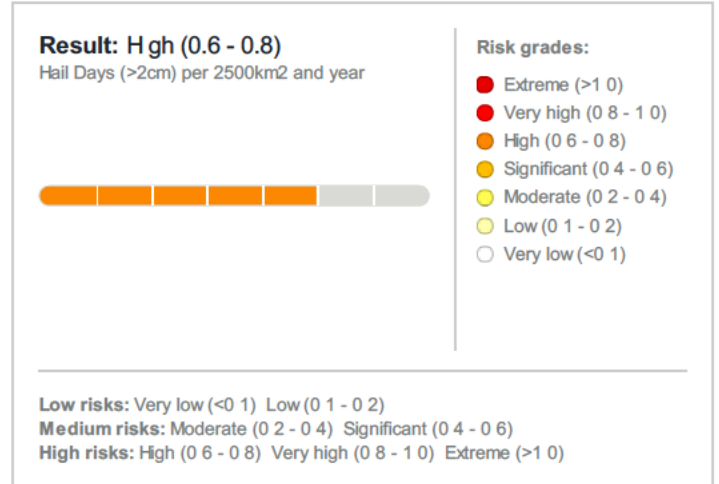 Result: H gh (0.6 - 0.8)
Hail Days (>2cm) per 2500km2 and year
Risk grades:
Extreme (>1 0)
Very high (0 8 - 1 0)
High (0 6 - 0 8)
Significant (0 4 - 0 6)
Moderate (0 2 - 0 4)
Low (0 1 - 0 2)
Very low (<0 1)
Low risks: Very low (<0 1) Low (0 1 - 0 2)
Medium risks: Moderate (0 2 - 0 4) Significant (0 4 - 0 6)
High risks: High (0 6 - 0 8) Very high (0 8 - 1 0) Extreme (>1 0)